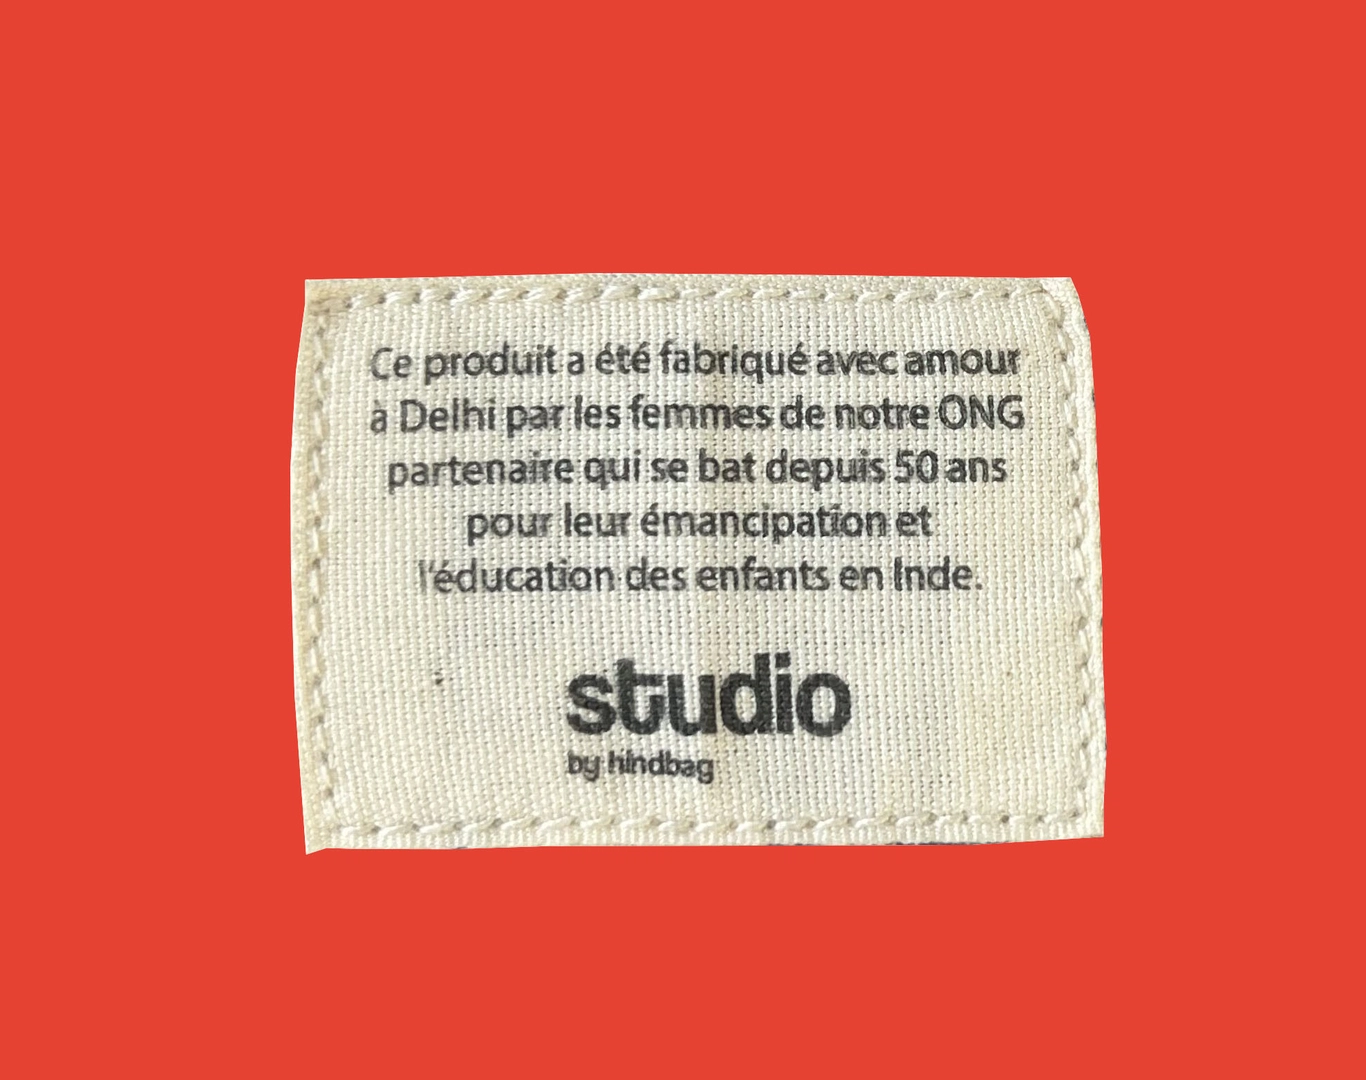 Ce produit a été fabriqué avec amour
à Delhi par les femmes de notre ONG
partenaire qui se bat depuis 50 ans
pour leur émancipation et
l'éducation des enfants en Inde.
studio
by hindbag